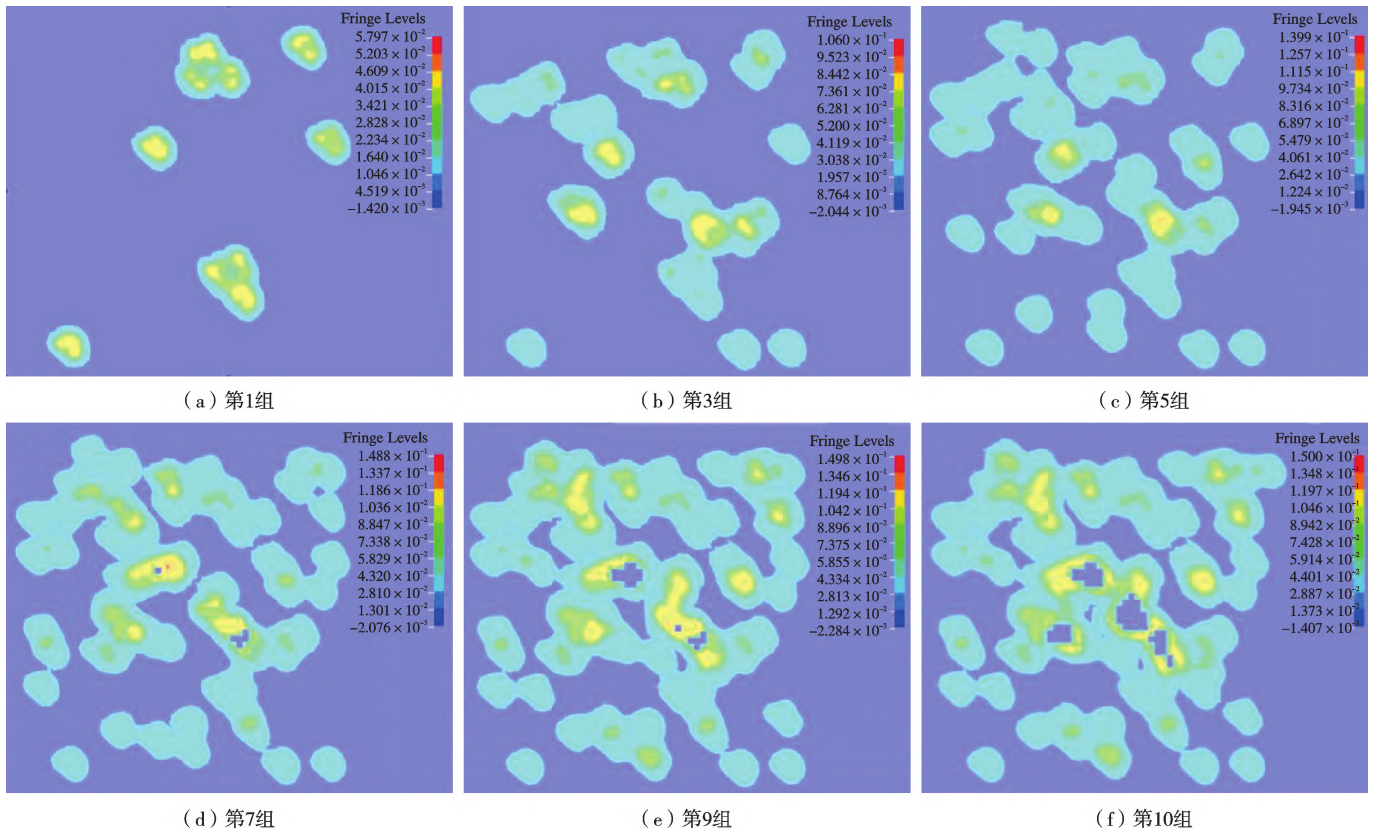 Fringe Levels
5.797 × 10⁻²
5.203 × 10⁻²
4.609 × 10⁻²
4.015 × 10⁻²
3.421 × 10⁻²
2.828 × 10⁻²
2.234 × 10⁻²
1.640 × 10⁻²
1.046 × 10⁻²
4.519 × 10⁻³
−1.420 × 10⁻³
(a)第1组
Fringe Levels
1.060 × 10⁻¹
9.523 × 10⁻²
8.442 × 10⁻²
7.361 × 10⁻²
6.281 × 10⁻²
5.200 × 10⁻²
4.119 × 10⁻²
3.038 × 10⁻²
1.957 × 10⁻²
8.764 × 10⁻³
−2.044 × 10⁻³
(b)第3组
Fringe Levels
1.399 × 10⁻¹
1.257 × 10⁻¹
1.115 × 10⁻¹
9.734 × 10⁻²
8.316 × 10⁻²
6.897 × 10⁻²
5.479 × 10⁻²
4.061 × 10⁻²
2.642 × 10⁻²
1.224 × 10⁻²
−1.945 × 10⁻³
(c)第5组
Fringe Levels
1.488 × 10⁻¹
1.337 × 10⁻¹
1.186 × 10⁻¹
1.036 × 10⁻²
8.847 × 10⁻²
7.338 × 10⁻²
5.829 × 10⁻²
4.320 × 10⁻²
2.810 × 10⁻²
1.301 × 10⁻²
−2.076 × 10⁻³
(d)第7组
Fringe Levels
1.498 × 10⁻¹
1.346 × 10⁻¹
1.194 × 10⁻¹
1.042 × 10⁻¹
8.896 × 10⁻²
7.375 × 10⁻²
5.855 × 10⁻²
4.334 × 10⁻²
2.813 × 10⁻²
1.292 × 10⁻²
−2.284 × 10⁻³
(e)第9组
Fringe Levels
1.500 × 10⁻¹
1.348 × 10⁻¹
1.197 × 10⁻¹
1.046 × 10⁻¹
8.942 × 10⁻²
7.428 × 10⁻²
5.914 × 10⁻²
4.401 × 10⁻²
2.887 × 10⁻²
1.373 × 10⁻²
−1.407 × 10⁻³
(f)第10组